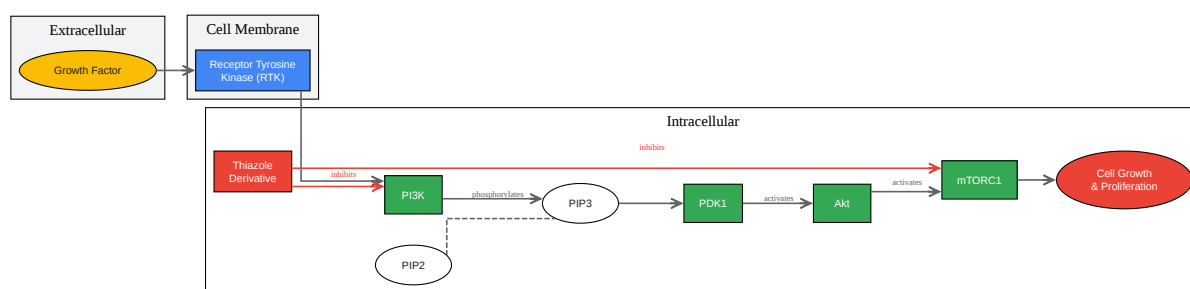 Extracellular
Growth Factor
Cell Membrane
Receptor Tyrosine
Kinase (RTK)
Intracellular
Thiazole
Derivative
inhibits
inhibits
PI3K
phosphorylates
PIP3
PIP2
PDK1
activates
Akt
activates
mTORC1
Cell Growth
& Proliferation